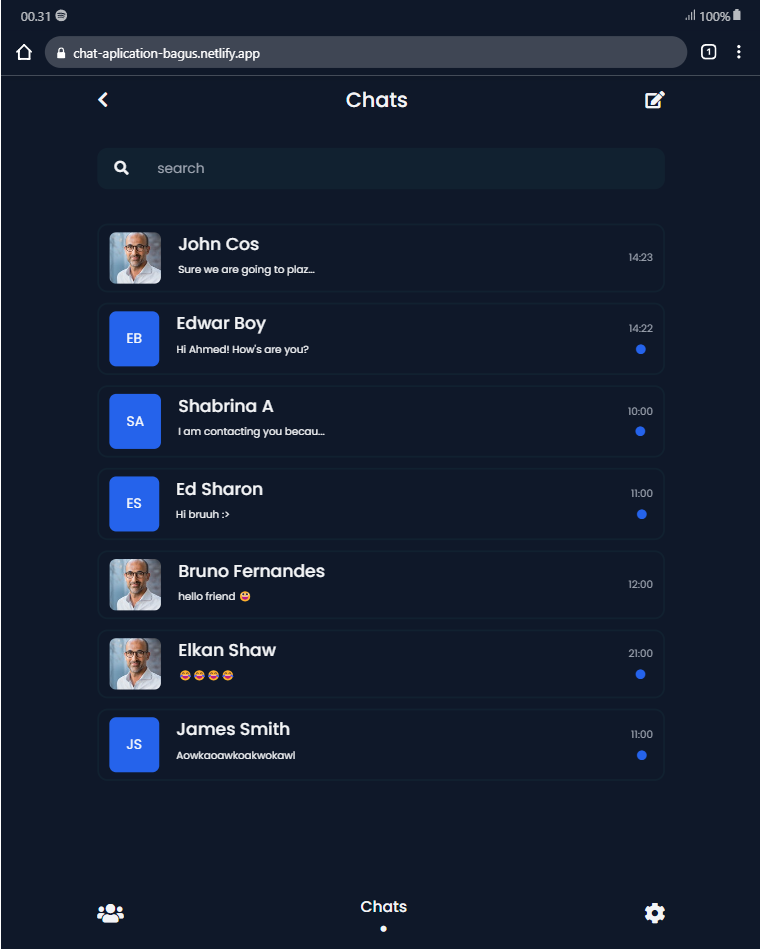 00.31
100%
chat-aplication-bagus.netlify.app
1
Chats
search
John Cos
Sure we are going to plaz...
14:23
EB
Edwar Boy
Hi Ahmed! How's are you?
14:22
SA
Shabrina A
I am contacting you becau...
10:00
ES
Ed Sharon
Hi bruuh :>
11:00
Bruno Fernandes
hello friend 😀
12:00
Elkan Shaw
😝😝😝😝
21:00
JS
James Smith
Aowkaoawkoakwokawl
11:00
Chats